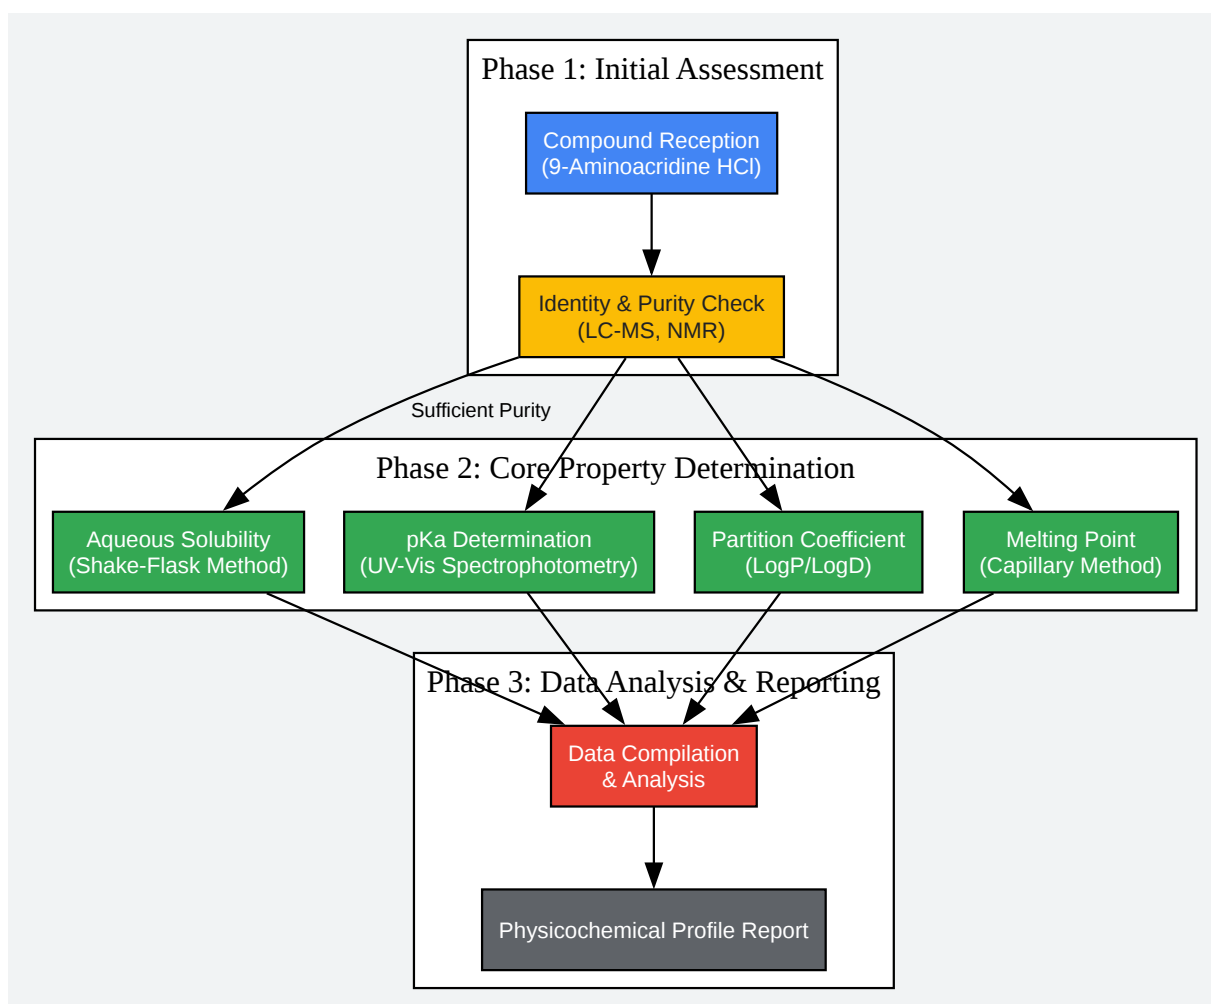 Phase 1: Initial Assessment
Compound Reception
(9-Aminoacridine HCl)
Identity & Purity Check
(LC-MS, NMR)
Sufficient Purity
Phase 2: Core Property Determination
Aqueous Solubility
(Shake-Flask Method)
pKa Determination
(UV-Vis Spectrophotometry)
Partition Coefficient
(LogP/LogD)
Melting Point
(Capillary Method)
Phase 3: Data Analysis & Reporting
Data Compilation
& Analysis
Physicochemical Profile Report